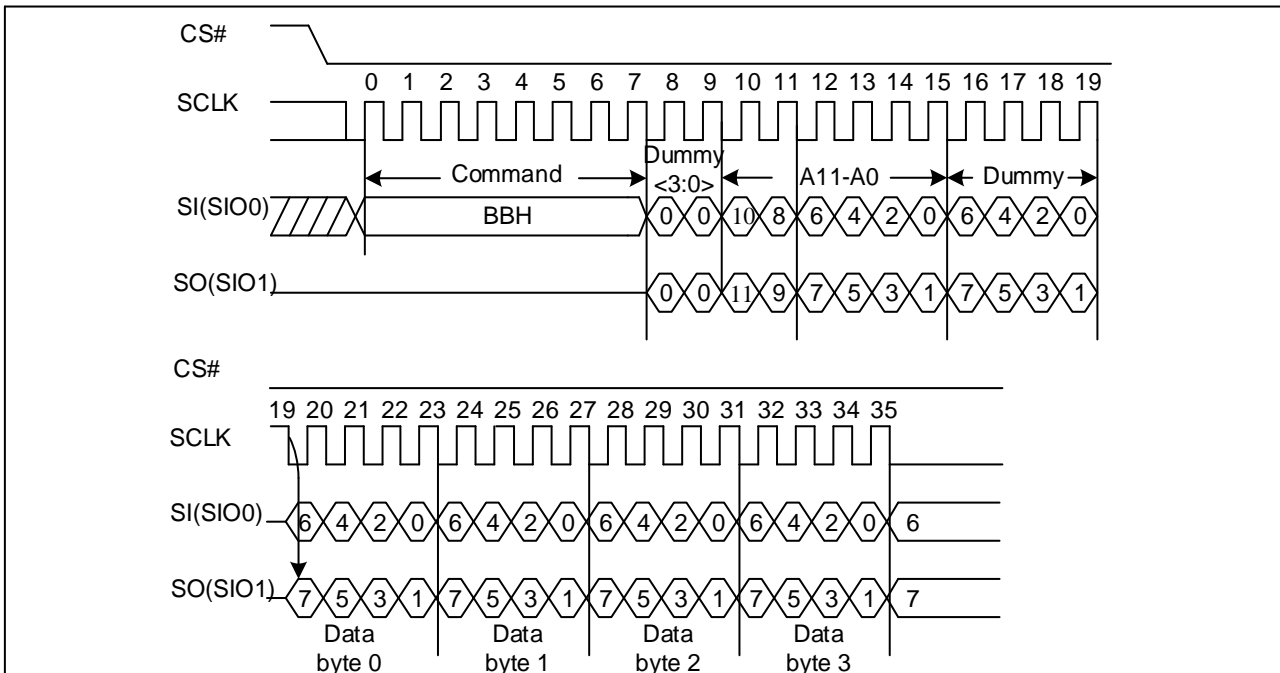 CS#
0 1 2 3 4 5 6 7 8 9 10 11 12 13 14 15 16 17 18 19
SCLK
Dummy
Command <3:0> A11-A0 Dummy
SI(SIO0) BBH 0 0 10 8 6 4 2 0 6 4 2 0
SO(SIO1) 0 0 11 9 7 5 3 1 7 5 3 1
CS#
19 20 21 22 23 24 25 26 27 28 29 30 31 32 33 34 35
SCLK
SI(SIO0) 6 4 2 0 6 4 2 0 6 4 2 0 6 4 2 0 6
SO(SIO1) 7 5 3 1 7 5 3 1 7 5 3 1 7 5 3 1 7
Data Data Data Data
byte 0 byte 1 byte 2 byte 3